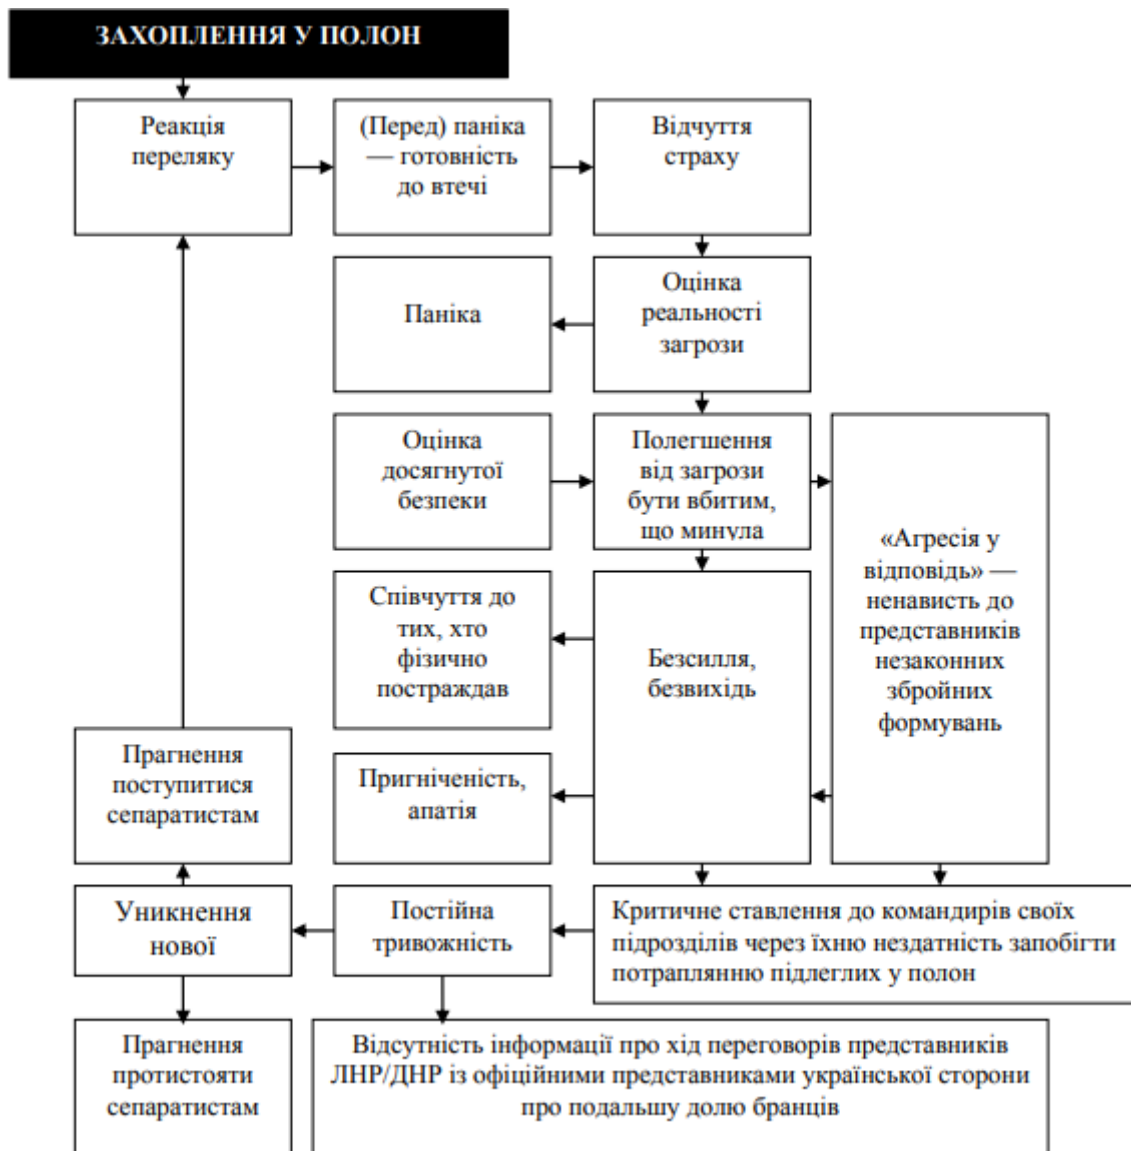 ЗАХОПЛЕННЯ У ПОЛОН
Реакція
переляку
(Перед) паніка
— готовність
до втечі
Відчуття
страху
Паніка
Оцінка
реальності
загрози
Оцінка
досягнутої
безпеки
Полегшення
від загрози
бути вбитим,
що минула
«Агресія у
відповідь» —
ненависть до
представників
незаконних
збройних
формувань
Співчуття до
тих, хто
фізично
постраждав
Безсилля,
безвихідь
Прагнення
поступитися
сепаратистам
Пригніченість,
апатія
Уникнення
нової
Постійна
тривожність
Критичне ставлення до командирів своїх
підрозділів через їхню нездатність запобігти
потраплянню підлеглих у полон
Прагнення
протистояти
сепаратистам
Відсутність інформації про хід переговорів представників
ЛНР/ДНР із офіційними представниками української сторони
про подальшу долю бранців